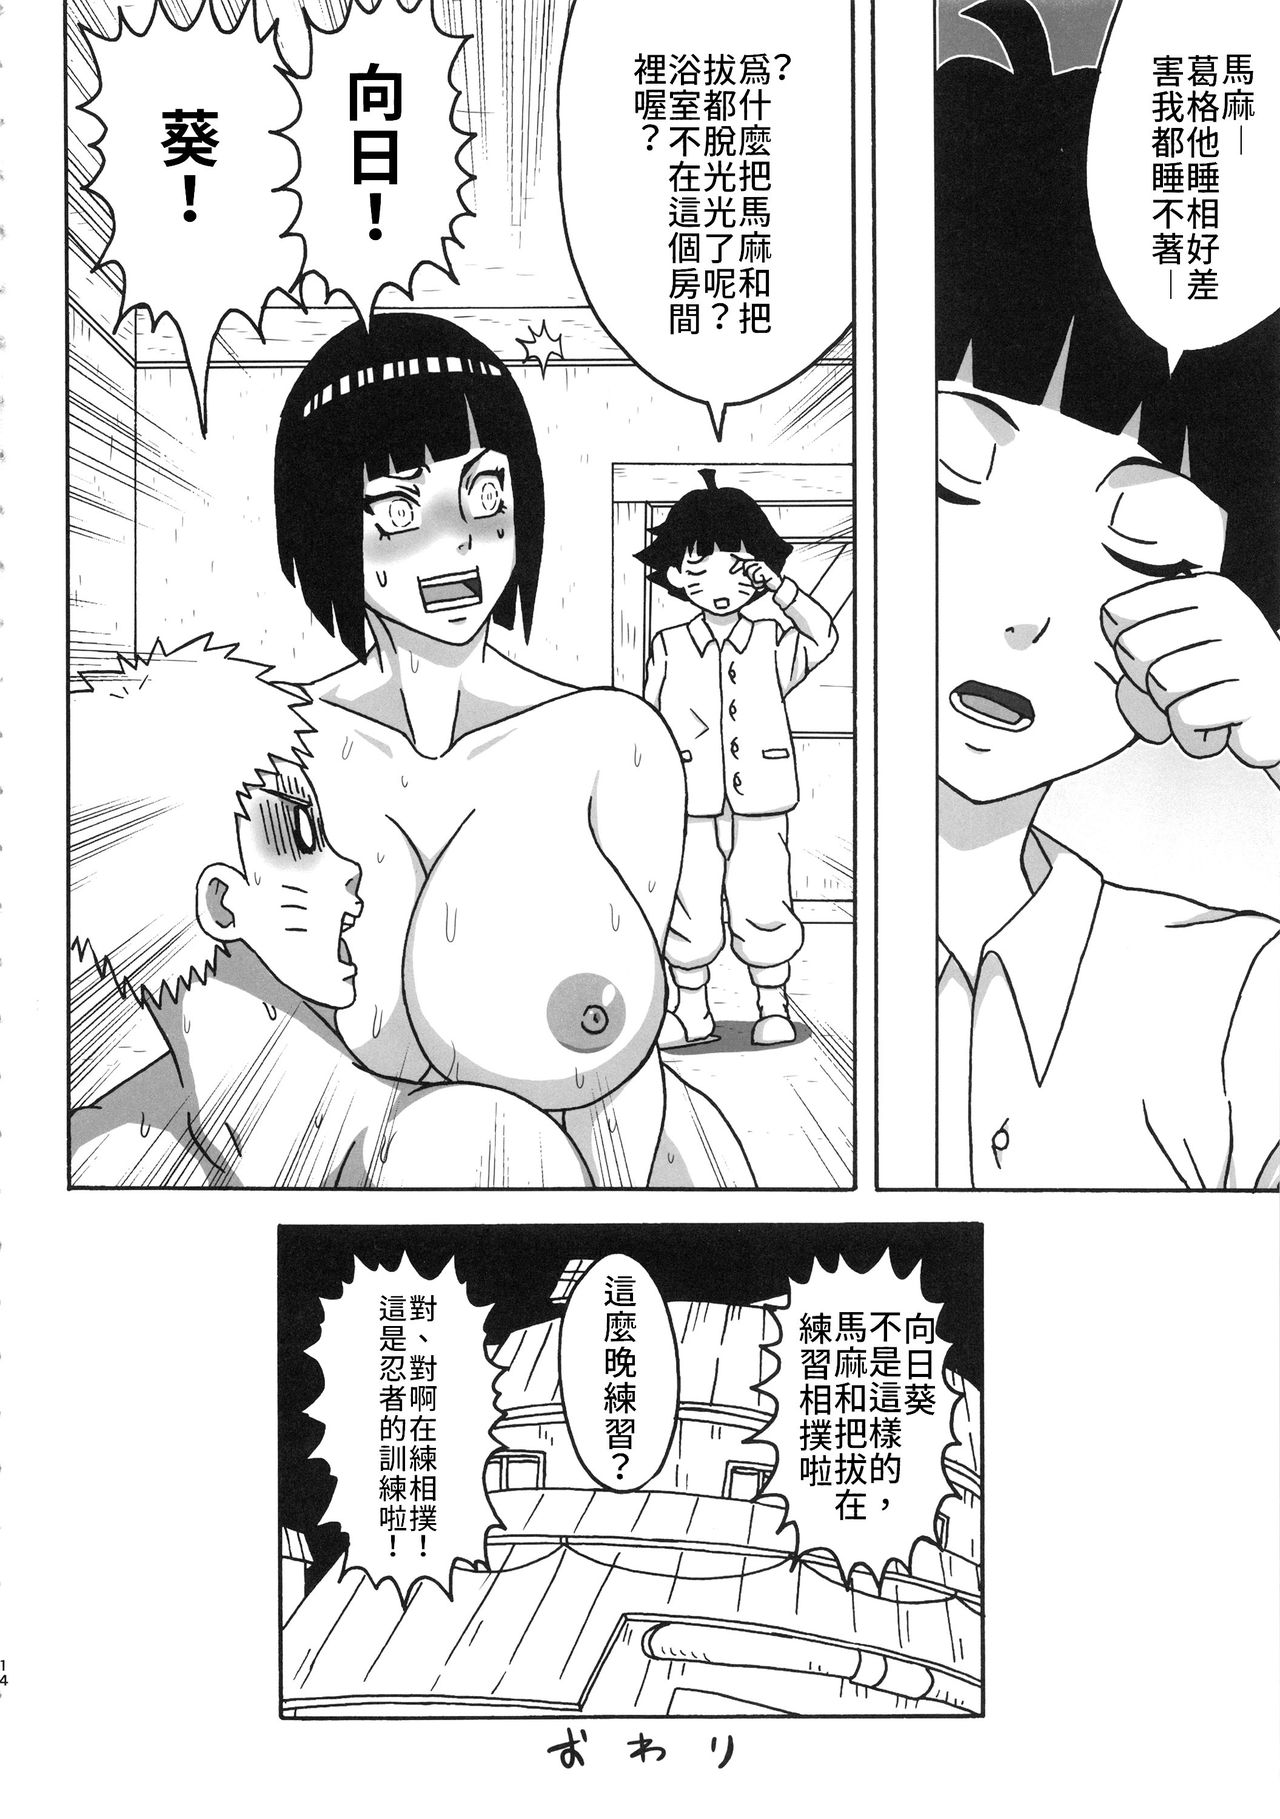 馬麻｜
葛格他睡相好差
害我都睡不著｜
？
為什麼把馬麻和把
拔都脫光光了呢？
浴室不在這個房間
裡喔？
向日！
葵！
向日葵
不是這樣的，
馬麻和把拔在
練習相撲啦
這麼晚練習？
對、對啊在練相撲！
這是忍者的訓練啦！
おわり
14